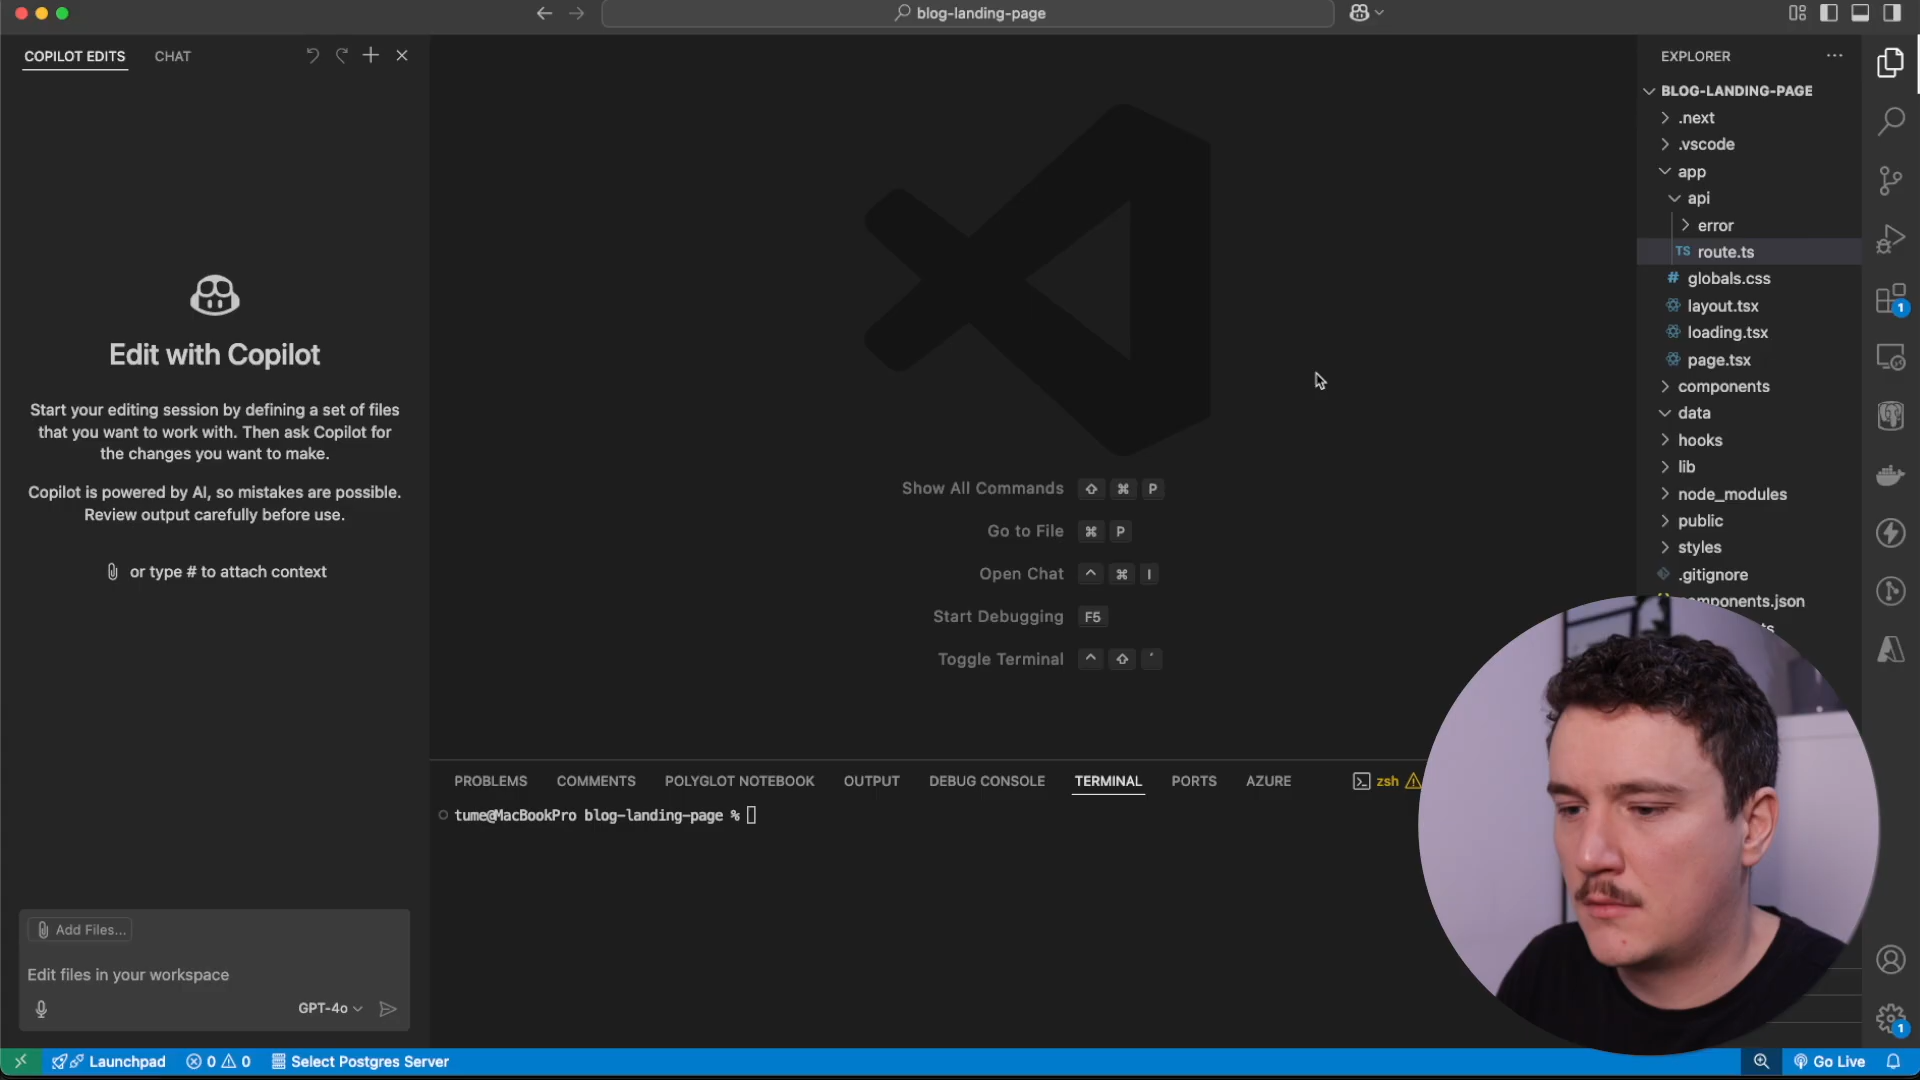 blog-landing-page
COPILOT EDITS
CHAT
Edit with Copilot
Start your editing session by defining a set of files
that you want to work with. Then ask Copilot for
the changes you want to make.
Copilot is powered by AI, so mistakes are possible.
Review output carefully before use.
or type # to attach context
Add Files...
Edit files in your workspace
GPT-4o
Show All Commands ⇧ ⌘ P
Go to File ⌘ P
Open Chat ^ ⌘ I
Start Debugging F5
Toggle Terminal ^ ⇧ '
PROBLEMS
COMMENTS
POLYGLOT NOTEBOOK
OUTPUT
DEBUG CONSOLE
TERMINAL
PORTS
AZURE
zsh
tume@MacBookPro blog-landing-page %
EXPLORER
BLOG-LANDING-PAGE
.next
.vscode
app
api
error
TS route.ts
# globals.css
layout.tsx
loading.tsx
page.tsx
components
data
hooks
lib
node_modules
public
styles
.gitignore
components.json
1
1
Launchpad
0
0
Select Postgres Server
Go Live